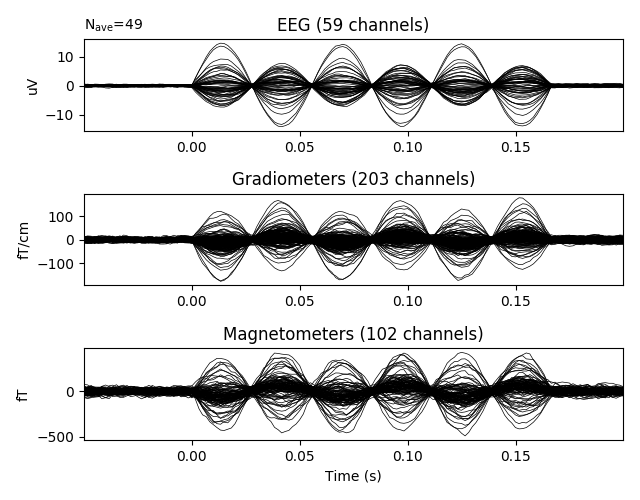 N_ave=49
EEG (59 channels)
10
0
−10
uV
0.00 0.05 0.10 0.15
Gradiometers (203 channels)
100
0
−100
fT/cm
0.00 0.05 0.10 0.15
Magnetometers (102 channels)
0
−500
fT
0.00 0.05 0.10 0.15
Time (s)